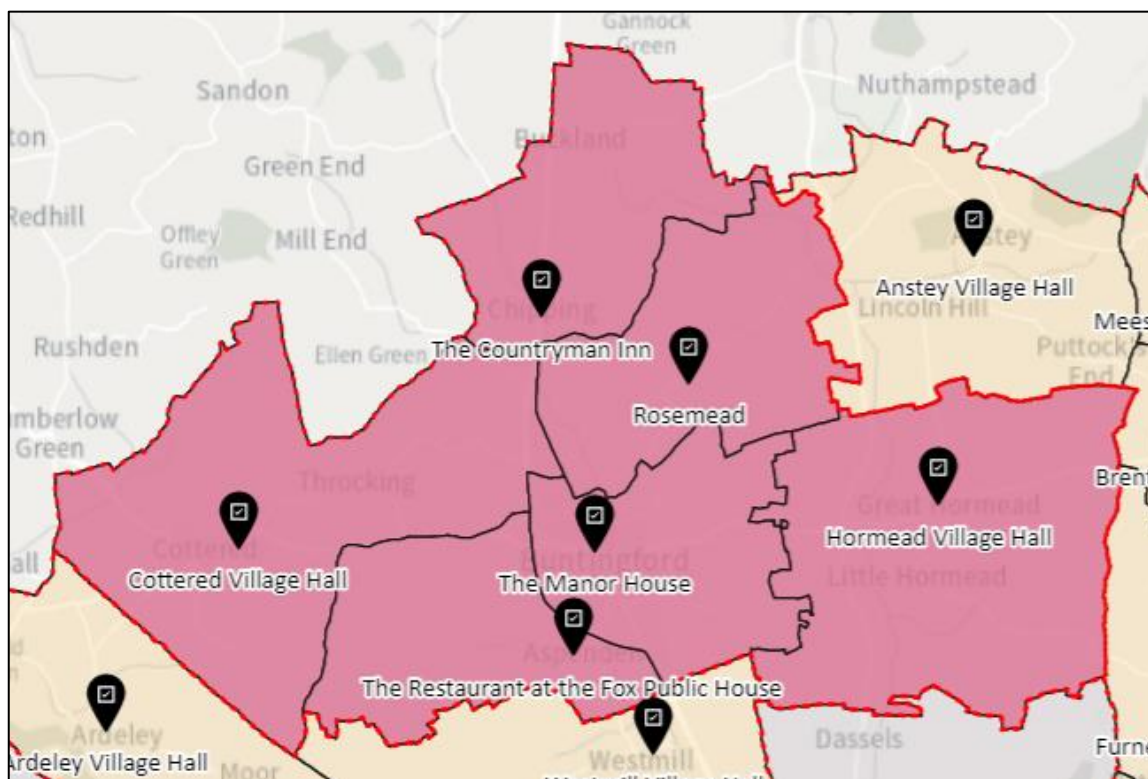 Gannock
Green
Sandon
Nuthampstead
Buckland
Green End
Redhill
Offley
Green
Mill End
Anstey Village Hall
Chipping
Lincoln Hill
Rushden
Ellen Green
The Countryman Inn
Puttock's
End
Rosemead
Green
Throcking
Great Hormead
Hormead Village Hall
Cottered
Cottered Village Hall
Buntingford
The Manor House
Little Hormead
Aspenden
The Restaurant at the Fox Public House
Ardeley
Ardeley Village Hall
Moor
Westmill
Dassels